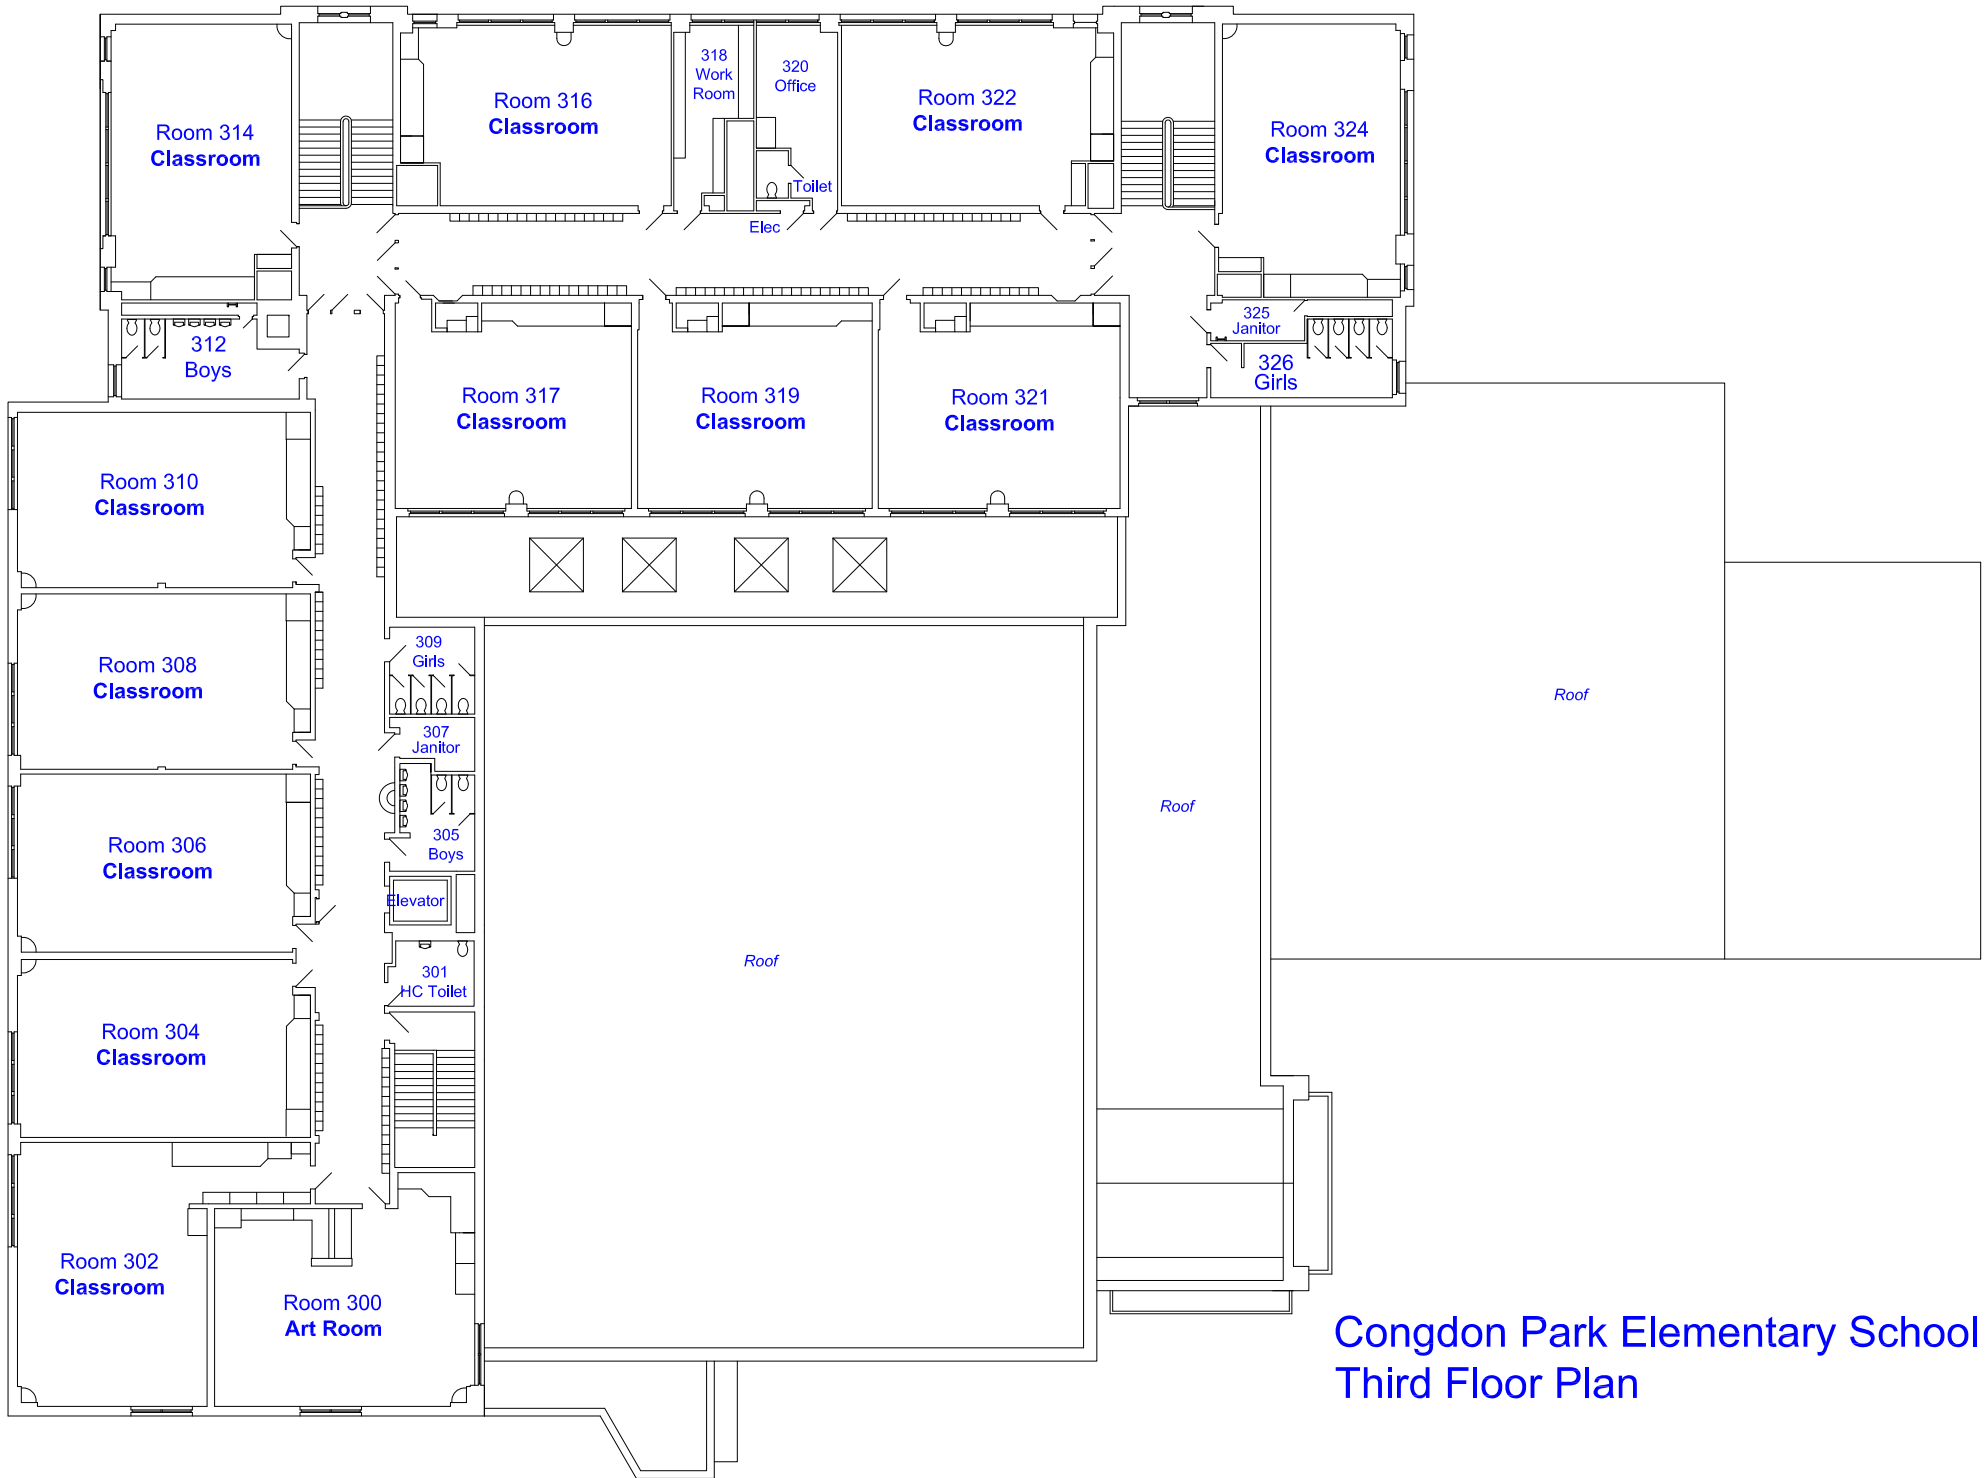 318
Work
Room
320
Office
Room 316
Classroom
Room 322
Classroom
Room 314
Classroom
Room 324
Classroom
Toilet
Elec
325
Janitor
312
Boys
326
Girls
Room 317
Classroom
Room 319
Classroom
Room 321
Classroom
Room 310
Classroom
309
Girls
Room 308
Classroom
307
Janitor
Room 306
Classroom
305
Boys
Elevator
301
HC Toilet
Room 304
Classroom
Roof
Roof
Roof
Room 302
Classroom
Room 300
Art Room
Congdon Park Elementary School
Third Floor Plan